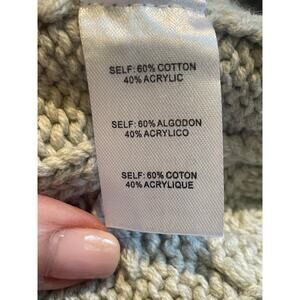 SELF: 60% COTTON
40% ACRYLIC
SELF: 60% ALGODON
40% ACRYLICO
SELF: 60% COTON
40% ACRYLIQUE